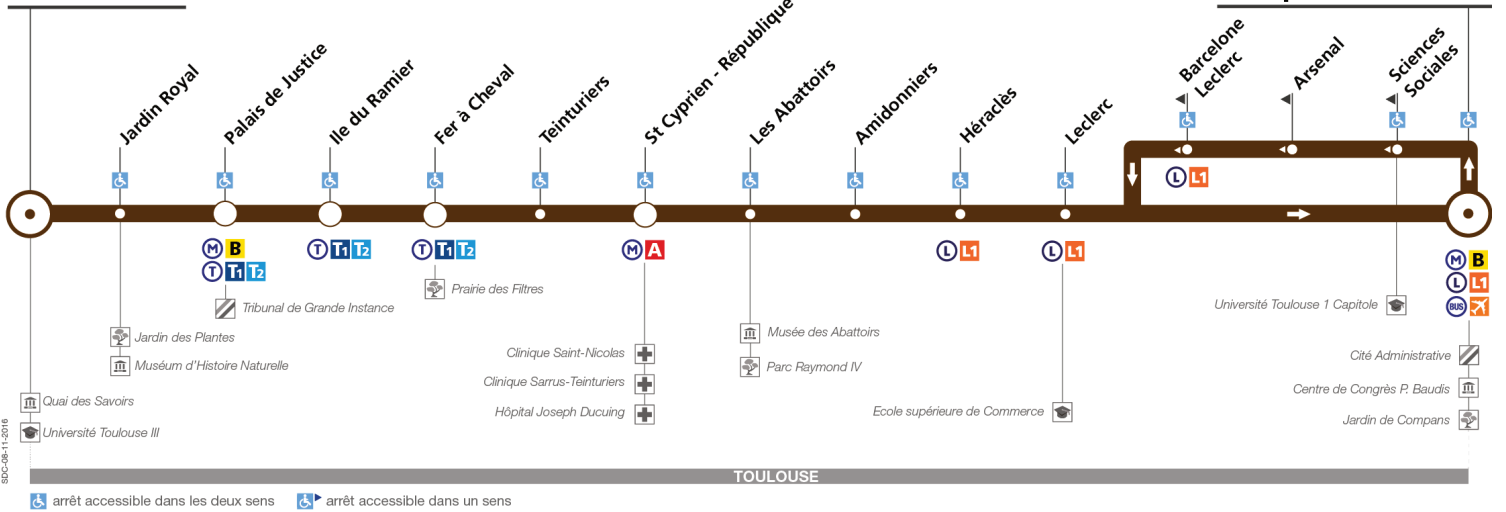 Jardin Royal
Palais de Justice
Ile du Ramier
Fer à Cheval
Teinturiers
St Cyprien - République
Les Abattoirs
Amidonniers
Héraclès
Leclerc
Barcelone
Leclerc
Arsenal
Sciences
Sociales
L L1
M B
T T1 T2
T T1 T2
T T1 T2
M A
L L1
L L1
M B
L L1
BUS
Prairie des Filtres
Tribunal de Grande Instance
Jardin des Plantes
Muséum d'Histoire Naturelle
Quai des Savoirs
Université Toulouse III
Clinique Saint-Nicolas
Clinique Sarrus-Teinturiers
Hôpital Joseph Ducuing
Musée des Abattoirs
Parc Raymond IV
Ecole supérieure de Commerce
Université Toulouse 1 Capitole
Cité Administrative
Centre de Congrès P. Baudis
Jardin de Compans
SDC-08-11-2016
TOULOUSE
arrêt accessible dans les deux sens
arrêt accessible dans un sens